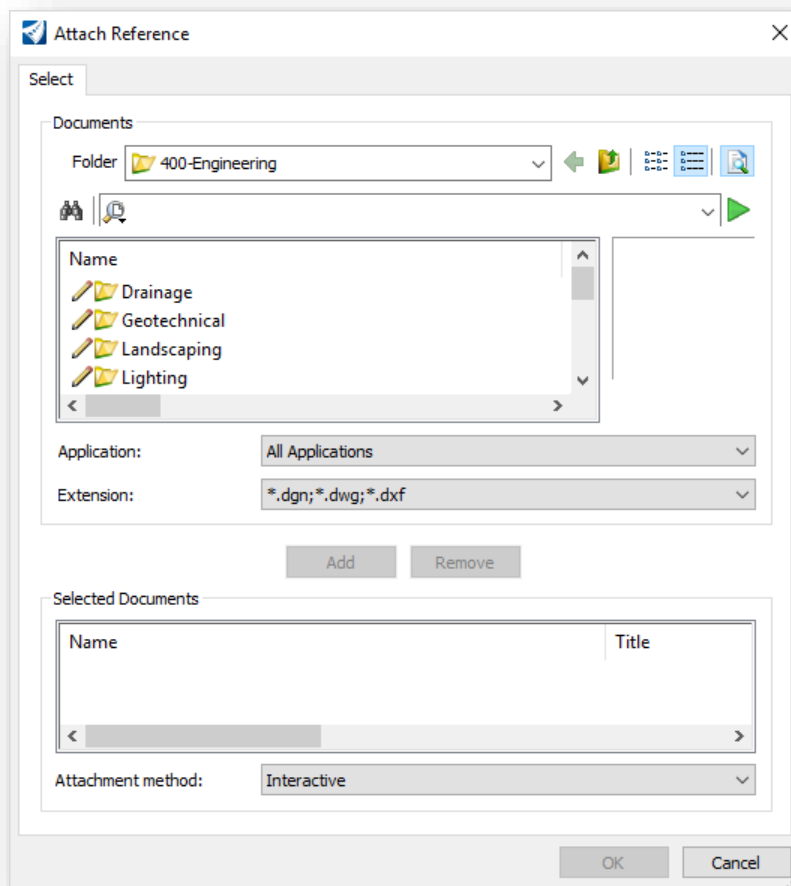 Attach Reference
Select
Documents
Folder 400-Engineering
Name
Drainage
Geotechnical
Landscaping
Lighting
Application: All Applications
Extension: *.dgn;*.dwg;*.dxf
Add Remove
Selected Documents
Name Title
Attachment method: Interactive
OK Cancel